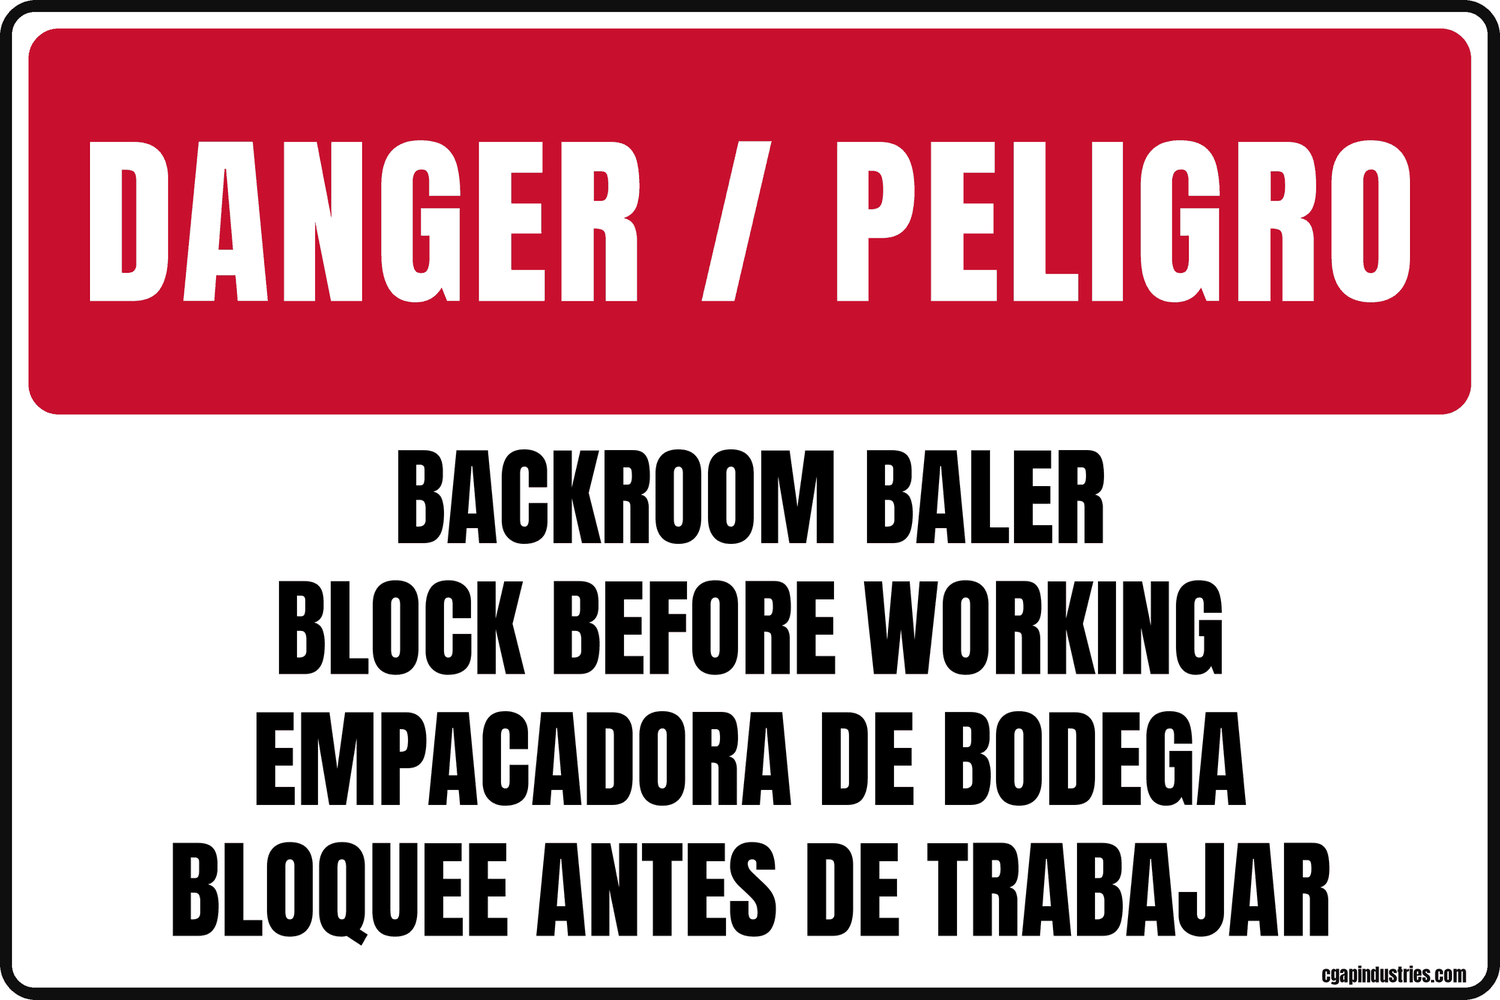 DANGER / PELIGRO
BACKROOM BALER
BLOCK BEFORE WORKING
EMPACADORA DE BODEGA
BLOQUEE ANTES DE TRABAJAR
cgapindustries.com